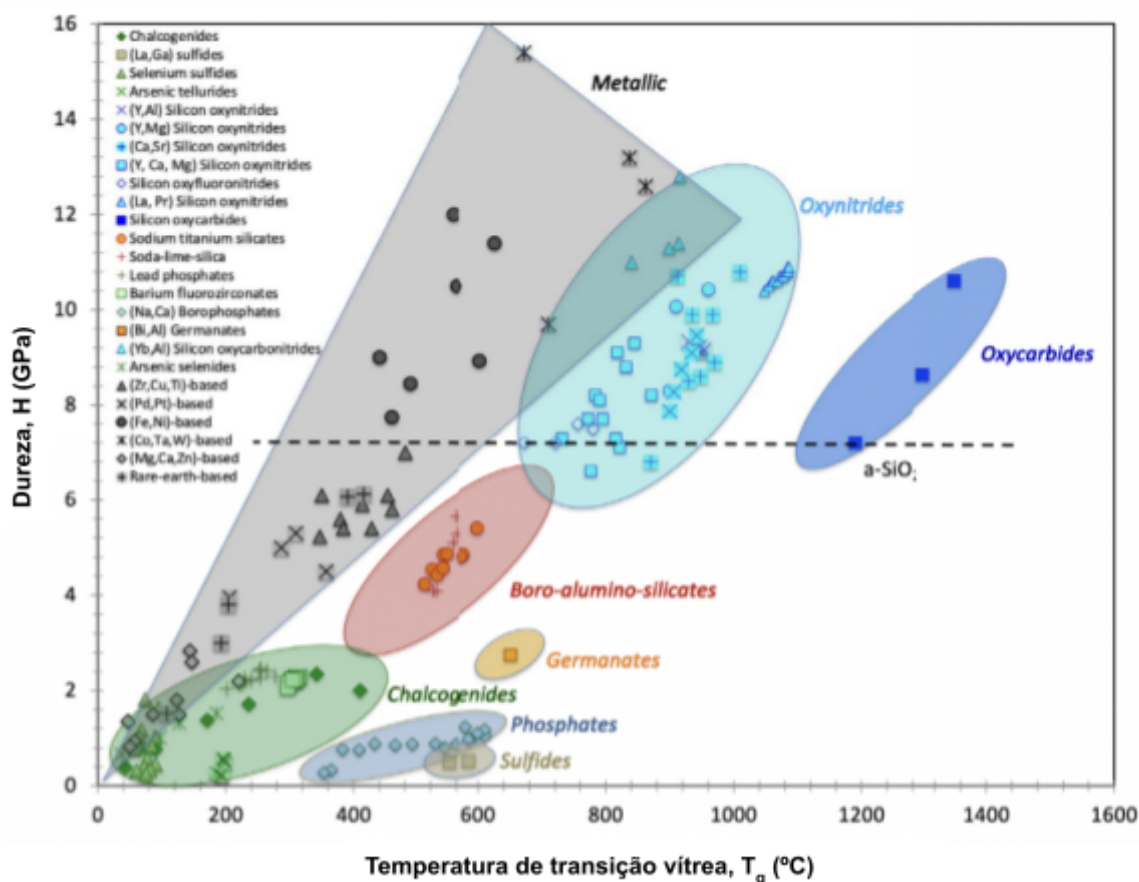 16
14
12
10
8
6
4
2
0
Dureza, H (GPa)
Chalcogenides
(La,Ga) sulfides
Selenium sulfides
Arsenic tellurides
(Y,Al) Silicon oxynitrides
(Y,Mg) Silicon oxynitrides
(Ca,Sr) Silicon oxynitrides
(Y, Ca, Mg) Silicon oxynitrides
Silicon oxyfluoronitrides
(La, Pr) Silicon oxynitrides
Silicon oxycarbides
Sodium titanium silicates
Soda-lime-silica
Lead phosphates
Barium fluorozirconates
(Na,Ca) Borophosphates
(Bi,Al) Germanates
(Yb,Al) Silicon oxycarbonitrides
Arsenic selenides
(Zr,Cu,Ti)-based
(Pd,Pt)-based
(Fe,Ni)-based
(Co,Ta,W)-based
(Mg,Ca,Zn)-based
Rare-earth-based
Metallic
Oxynitrides
Oxycarbides
a-SiO2
Boro-alumino-silicates
Germanates
Chalcogenides
Phosphates
Sulfides
0 200 400 600 800 1000 1200 1400 1600
Temperatura de transição vítrea, Tg (ºC)